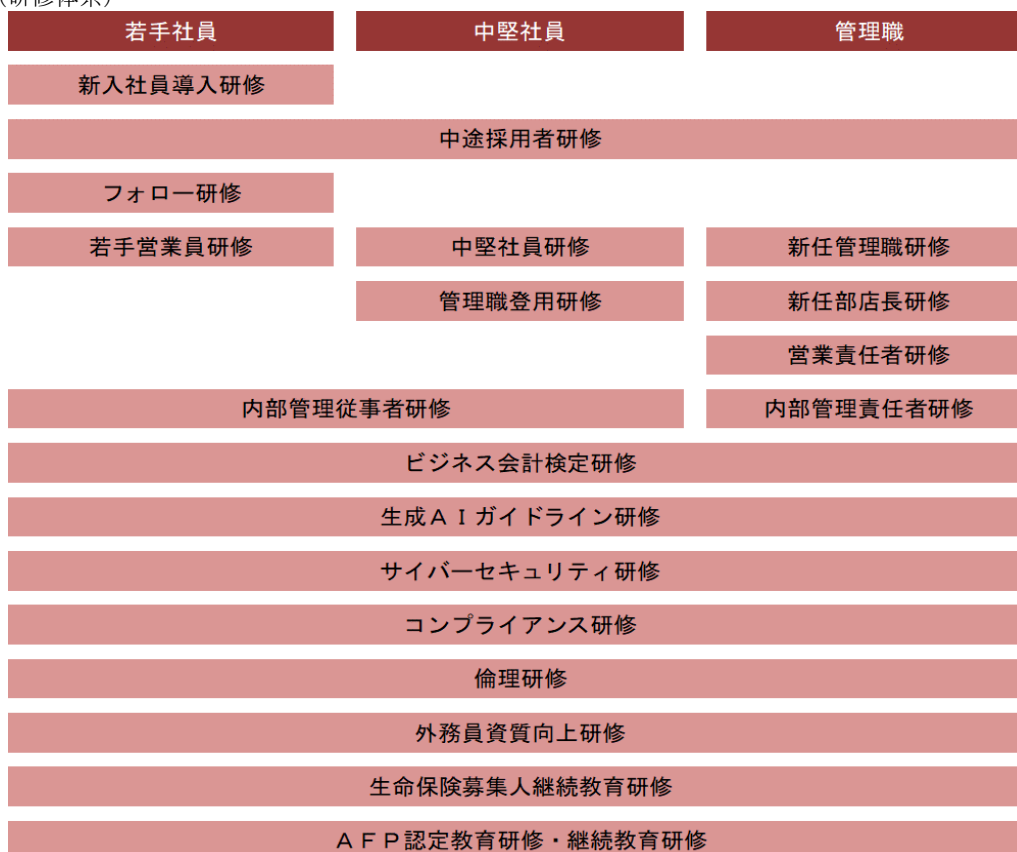 (研修体系)
若手社員 中堅社員 管理職
新入社員導入研修
中途採用者研修
フォロー研修
若手営業員研修 中堅社員研修 新任管理職研修
管理職登用研修 新任部店長研修
営業責任者研修
内部管理従事者研修 内部管理責任者研修
ビジネス会計検定研修
生成AIガイドライン研修
サイバーセキュリティ研修
コンプライアンス研修
倫理研修
外務員資質向上研修
生命保険募集人継続教育研修
AFP認定教育研修・継続教育研修